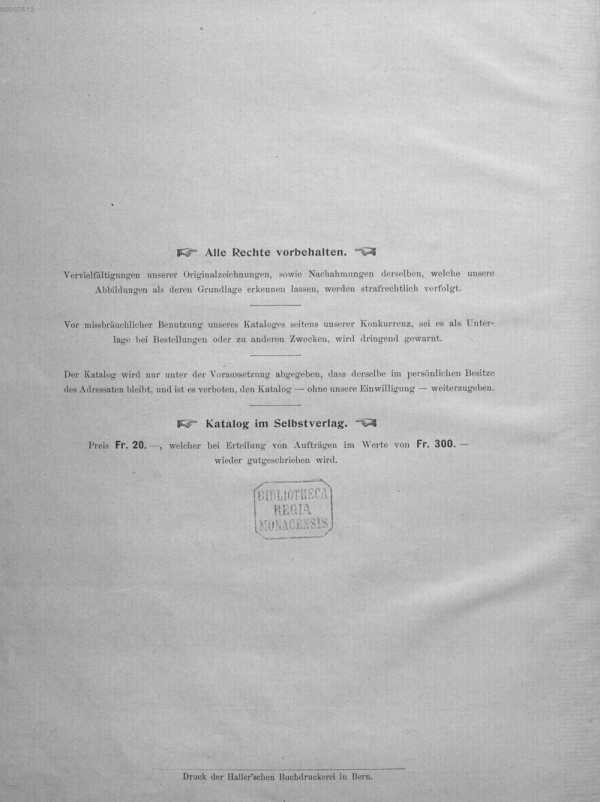 Alle Rechte vorbehalten.
Vervielfältigungen unserer Originalzeichnungen, sowie Nachahmungen derselben, welche unsere
Abbildungen als deren Grundlage erkennen lassen, werden strafrechtlich verfolgt.
Vor missbräuchlicher Benutzung unseres Kataloges seitens unserer Konkurrenz, sei es als Unter-
lage bei Bestellungen oder zu anderen Zwecken, wird dringend gewarnt.
Der Katalog wird nur unter der Voraussetzung abgegeben, dass derselbe im persönlichen Besitze
des Adressaten bleibt, und ist es verboten, den Katalog — ohne unsere Einwilligung — weiterzugeben.
Katalog im Selbstverlag.
Preis Fr. 20.—, welcher bei Erteilung von Aufträgen im Werte von Fr. 300. —
wieder gutgeschrieben wird.
BIBLIOTHECA
REGIA
MONACENSIS
Druck der Haller'schen Buchdruckerei in Bern.